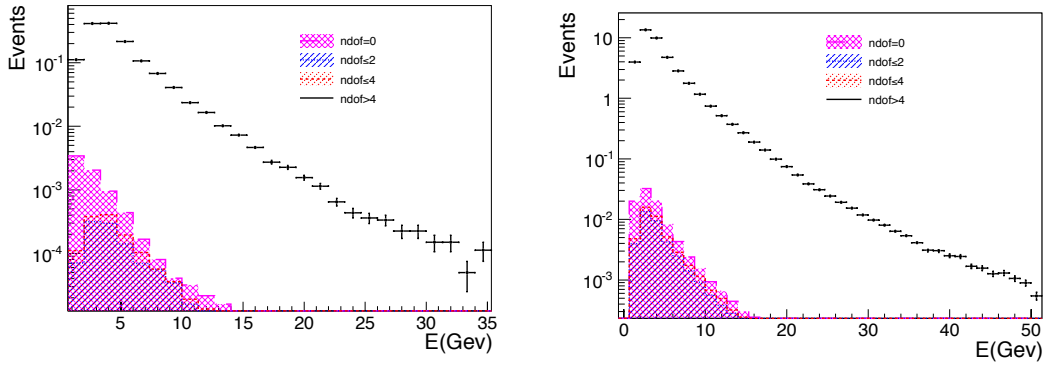 Events
10⁻¹
10⁻²
10⁻³
10⁻⁴
ndof=0
ndof≤2
ndof≤4
ndof>4
5 10 15 20 25 30 35
E(Gev)
Events
10
1
10⁻¹
10⁻²
10⁻³
ndof=0
ndof≤2
ndof≤4
ndof>4
0 10 20 30 40 50
E(Gev)